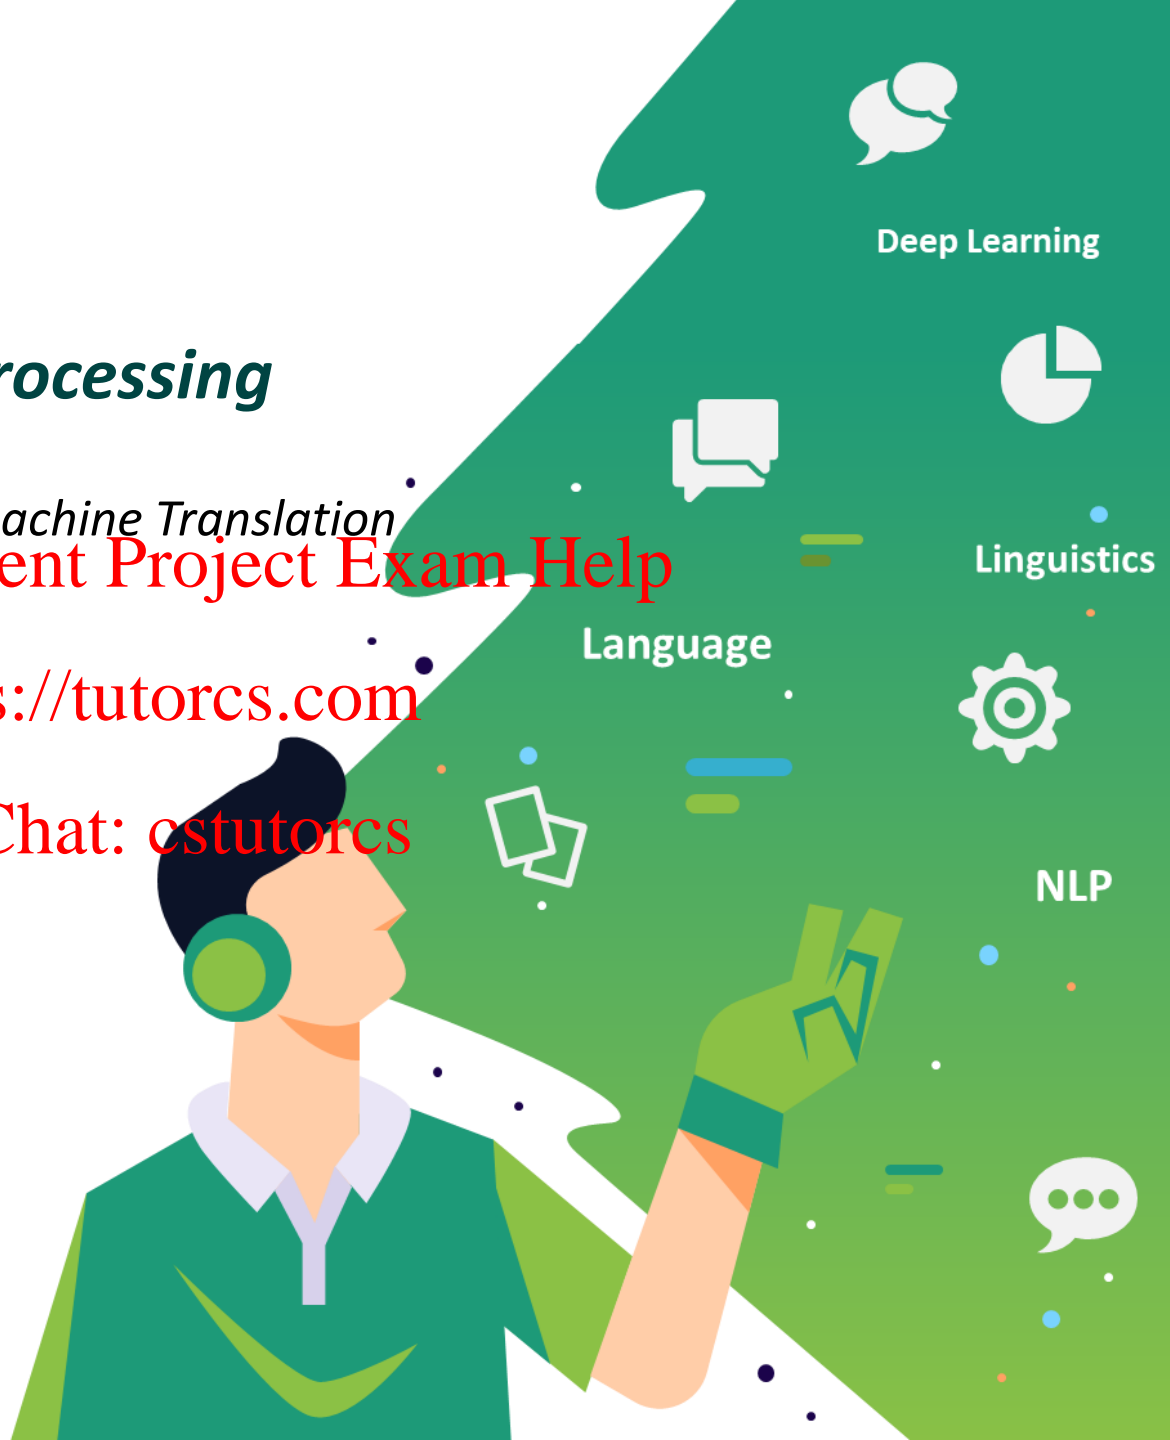 Deep Learning
rocessing
achine Translation
ent Project Exam Help
Linguistics
Language
s://tutorcs.com
Chat: cstutorcs
NLP